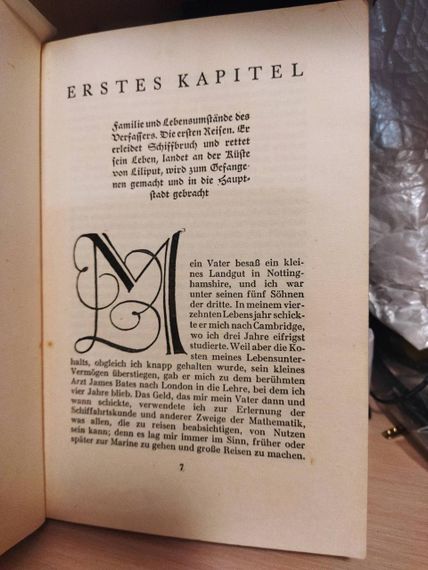 ERSTES KAPITEL
Familie und Lebensumstände des
Verfassers. Die ersten Reisen. Er
erleidet Schiffbruch und rettet
sein Leben, landet an der Küste
von Liliput, wird zum Gefange-
nen gemacht und in die Haupt-
stadt gebracht
Mein Vater besaß ein klei-
nes Landgut in Notting-
hamshire, und ich war
unter seinen fünf Söhnen
der dritte. In meinem vier-
zehnten Lebensjahr schick-
te er mich nach Cambridge,
wo ich drei Jahre eifrigst
studierte. Weil aber die Ko-
sten meines Lebensunter-
halts, obgleich ich knapp gehalten wurde, sein kleines
Vermögen überstiegen, gab er mich zu dem berühmten
Arzt James Bates nach London in die Lehre, bei dem ich
vier Jahre blieb. Das Geld, das mir mein Vater dann und
wann schickte, verwendete ich zur Erlernung der
Schiffahrtskunde und anderer Zweige der Mathematik,
was allen, die zu reisen beabsichtigen, von Nutzen
sein kann; denn es lag mir immer im Sinn, früher oder
später zur Marine zu gehen und große Reisen zu machen.
7